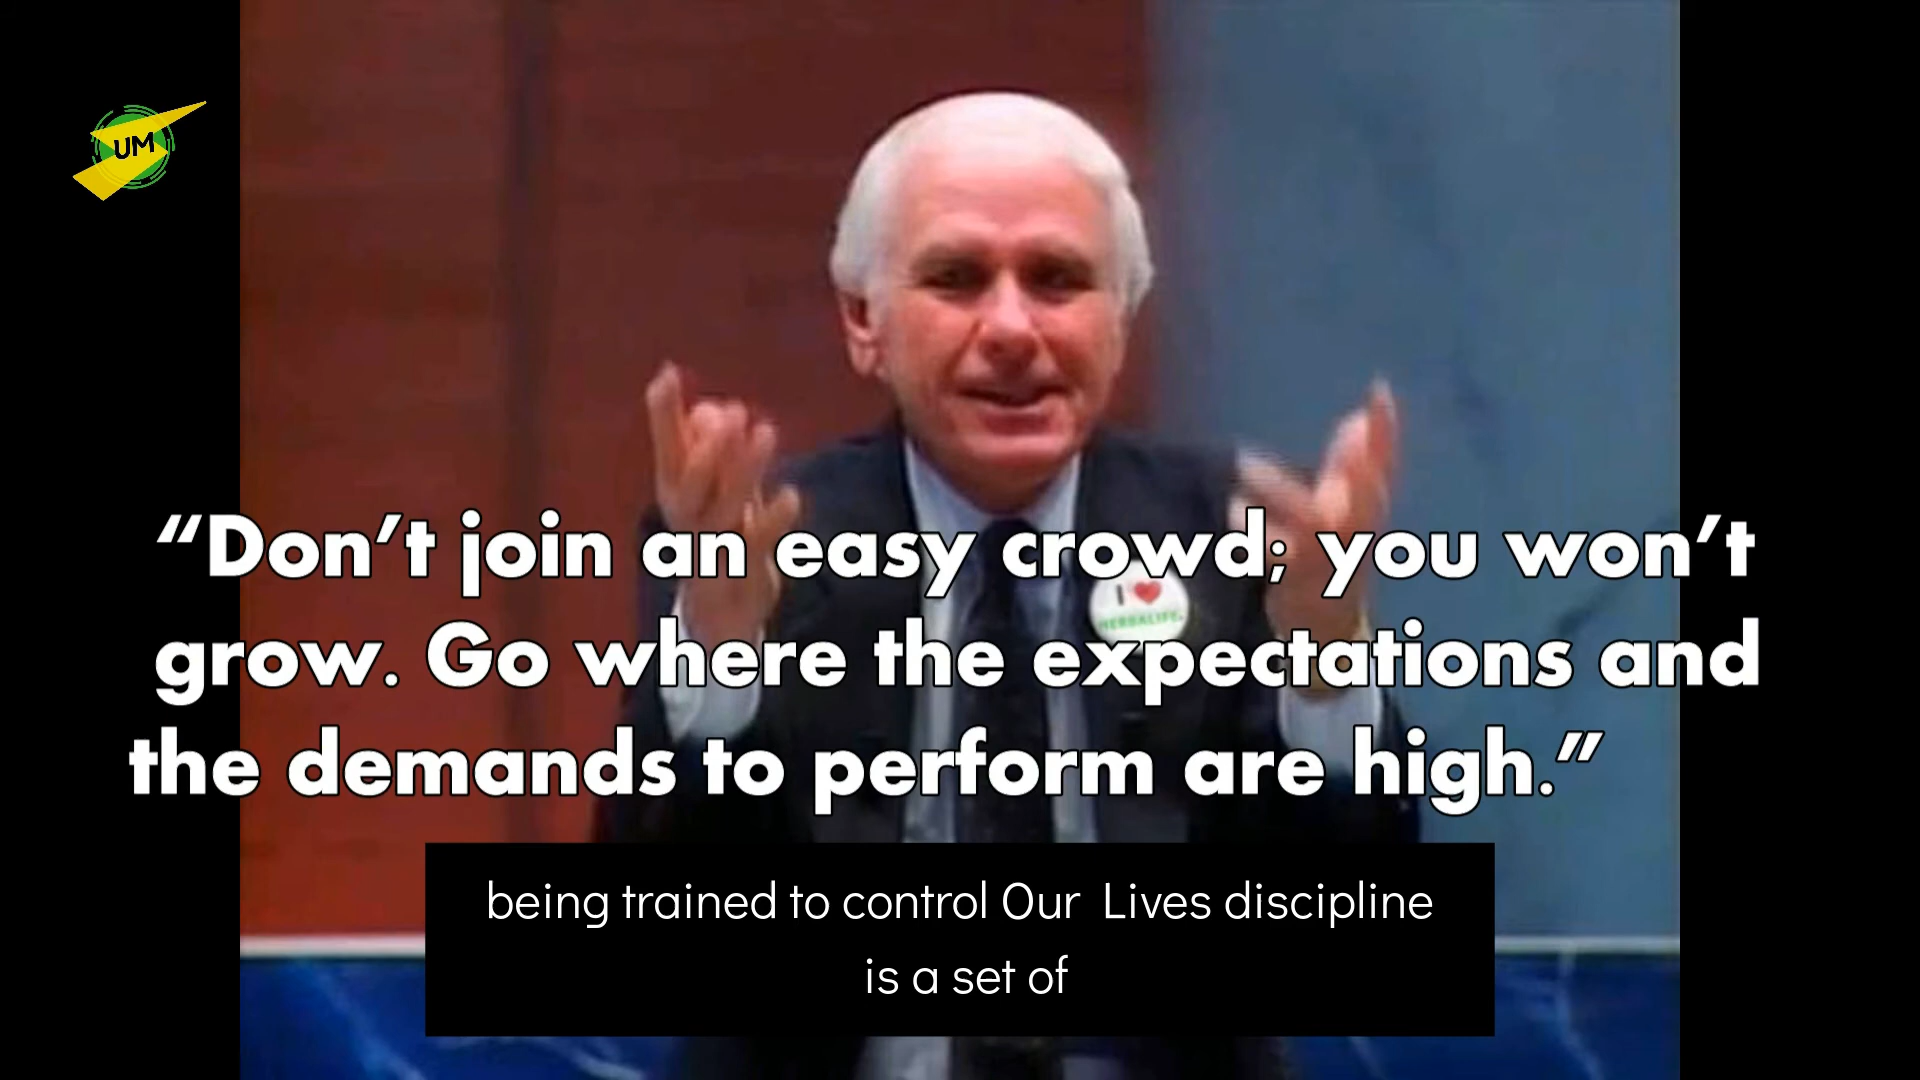 UM
“Don’t join an easy crowd; you won’t
I
HERBALIFE
grow. Go where the expectations and
the demands to perform are high.”
being trained to control Our Lives discipline
is a set of